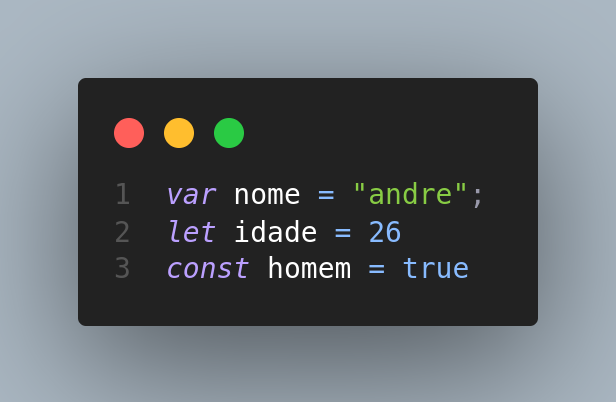 1 var nome = "andre";
2 let idade = 26
3 const homem = true